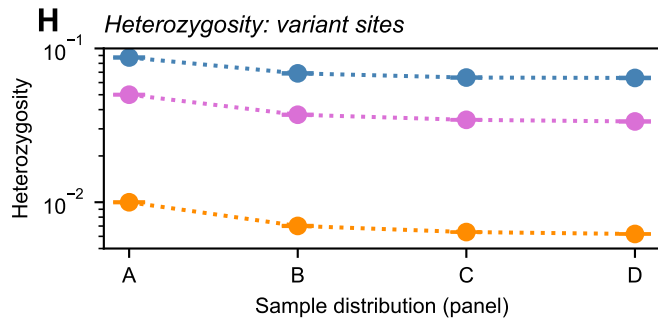 H Heterozygosity: variant sites
10⁻¹
10⁻²
Heterozygosity
A B C D
Sample distribution (panel)